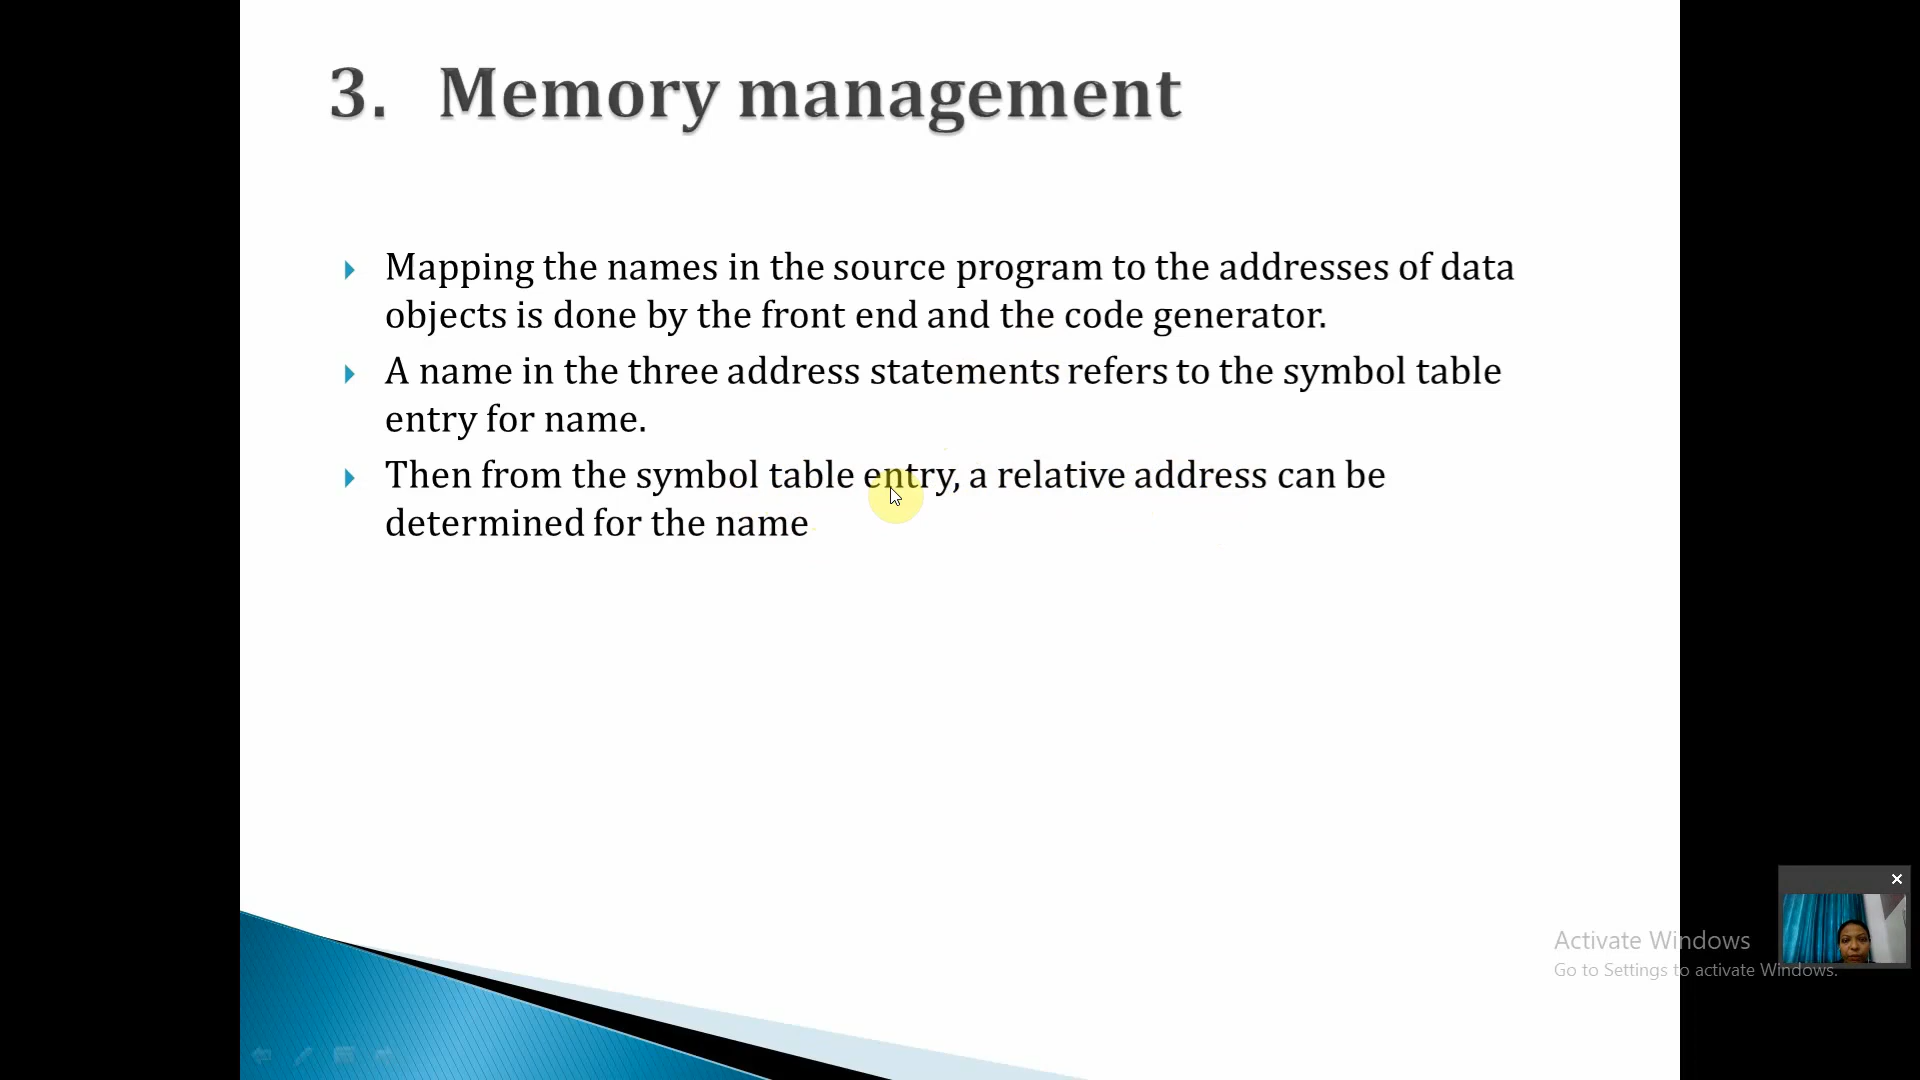 3. Memory management
Mapping the names in the source program to the addresses of data
objects is done by the front end and the code generator.
A name in the three address statements refers to the symbol table
entry for name.
Then from the symbol table entry, a relative address can be
determined for the name
Activate Windows
Go to Settings to activate Windows.